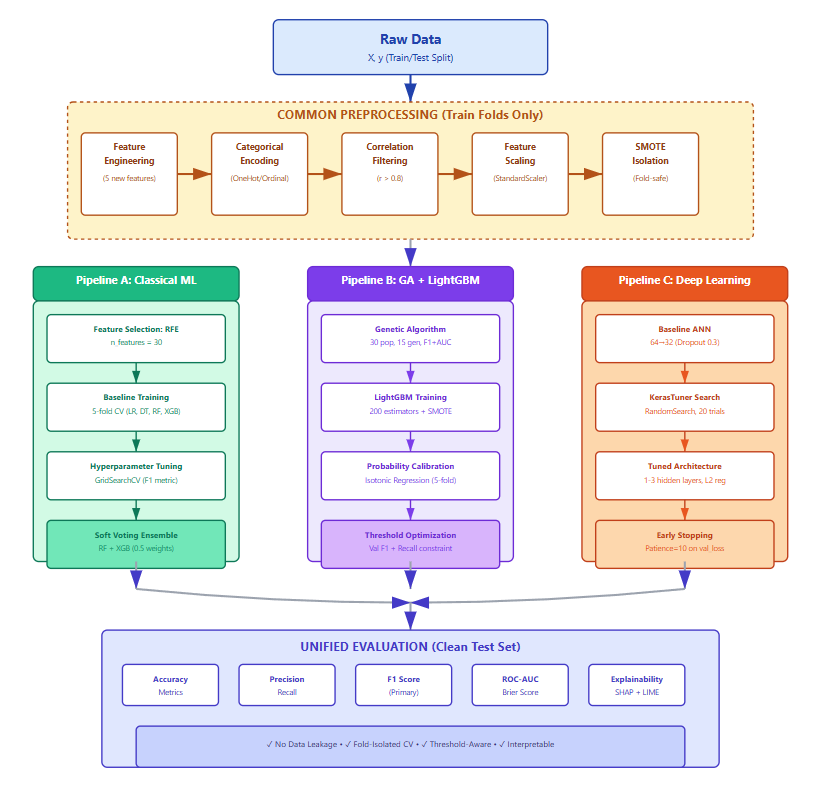 Raw Data
X, y (Train/Test Split)
COMMON PREPROCESSING (Train Folds Only)
Feature
Engineering
(5 new features)
Categorical
Encoding
(OneHot/Ordinal)
Correlation
Filtering
(r > 0.8)
Feature
Scaling
(StandardScaler)
SMOTE
Isolation
(Fold-safe)
Pipeline A: Classical ML
Feature Selection: RFE
n_features = 30
Baseline Training
5-fold CV (LR, DT, RF, XGB)
Hyperparameter Tuning
GridSearchCV (F1 metric)
Soft Voting Ensemble
RF + XGB (0.5 weights)
Pipeline B: GA + LightGBM
Genetic Algorithm
30 pop, 15 gen, F1+AUC
LightGBM Training
200 estimators + SMOTE
Probability Calibration
Isotonic Regression (5-fold)
Threshold Optimization
Val F1 + Recall constraint
Pipeline C: Deep Learning
Baseline ANN
64→32 (Dropout 0.3)
KerasTuner Search
RandomSearch, 20 trials
Tuned Architecture
1-3 hidden layers, L2 reg
Early Stopping
Patience=10 on val_loss
UNIFIED EVALUATION (Clean Test Set)
Accuracy
Metrics
Precision
Recall
F1 Score
(Primary)
ROC-AUC
Brier Score
Explainability
SHAP + LIME
✓ No Data Leakage • ✓ Fold-Isolated CV • ✓ Threshold-Aware • ✓ Interpretable